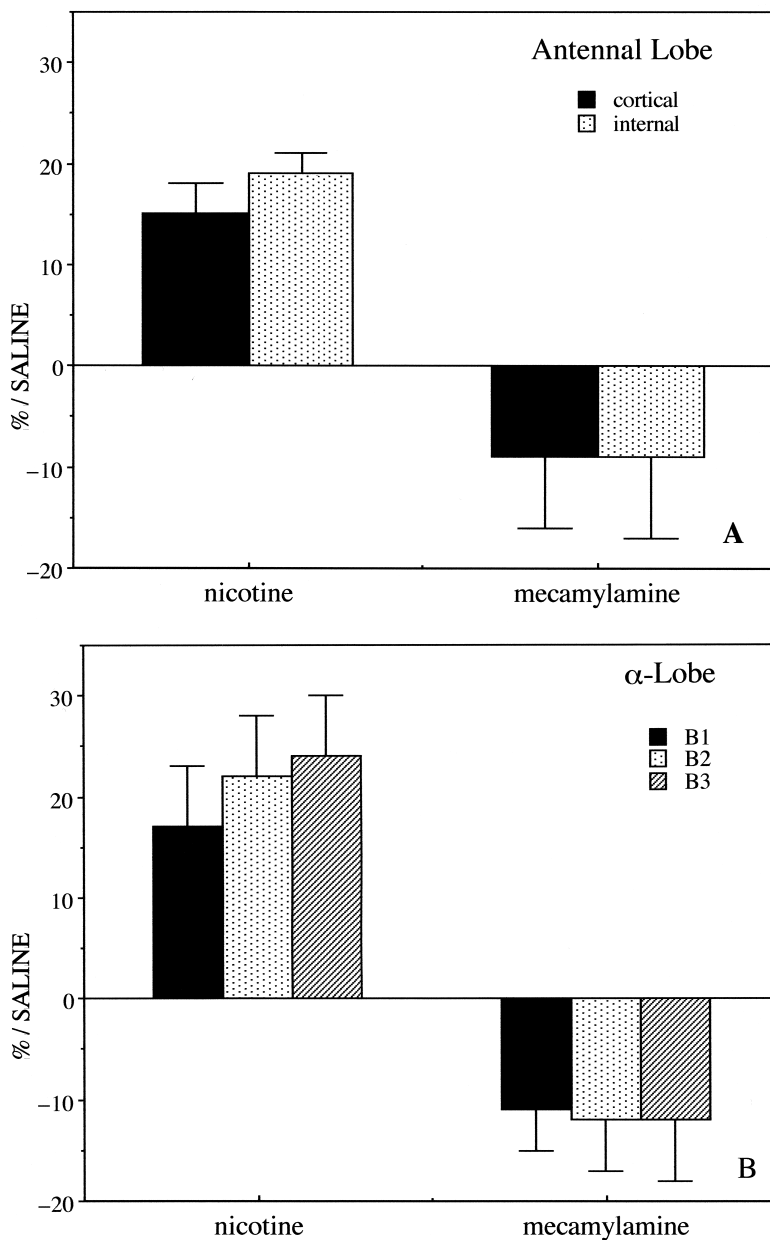 Antennal Lobe
cortical
internal
30
20
10
0
−10
−20
% / SALINE
A
nicotine mecamylamine
α-Lobe
B1
B2
B3
30
20
10
0
−10
−20
% / SALINE
B
nicotine mecamylamine